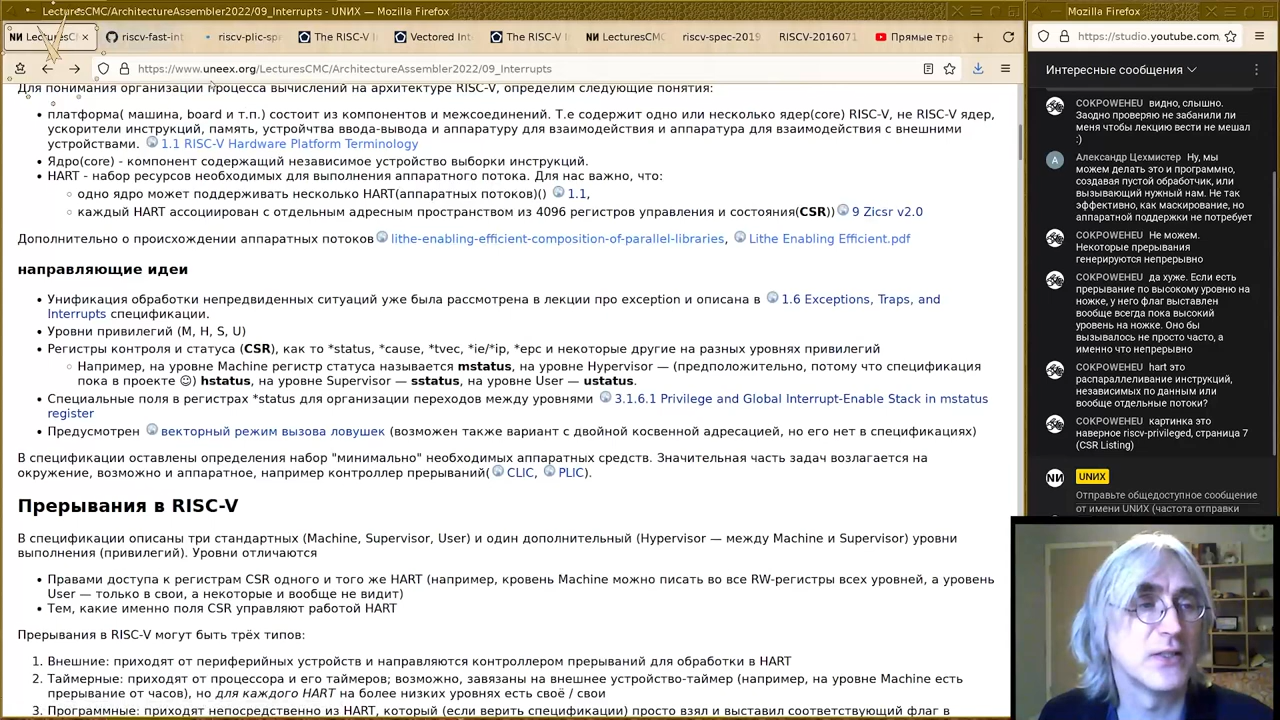 LecturesCMC/ArchitectureAssembler2022/09_Interrupts - UNИX — Mozilla Firefox
LecturesCM
riscv-fast-int
riscv-plic-spe
The RISC-V I
Vectored Int
The RISC-V I
LecturesCMC
riscv-spec-2019
RISCV-2016071
Прямые тра
https://www.uneex.org/LecturesCMC/ArchitectureAssembler2022/09_Interrupts
Для понимания организации процесса вычислений на архитектуре RISC-V, определим следующие понятия:
• платформа( машина, board и т.п.) состоит из компонентов и межсоединений. Т.е содержит одно или несколько ядер(core) RISC-V, не RISC-V ядер,
ускорители инструкций, память, устройчтва ввода-вывода и аппаратуру для взаимодействия и аппаратура для взаимодействия с внешними
устройствами. 1.1 RISC-V Hardware Platform Terminology
• Ядро(core) - компонент содержащий независимое устройство выборки инструкций.
• HART - набор ресурсов необходимых для выполнения аппаратного потока. Для нас важно, что:
◦ одно ядро может поддерживать несколько HART(аппаратных потоков)() 1.1,
◦ каждый HART ассоциирован с отдельным адресным пространством из 4096 регистров управления и состояния(CSR)) 9 Zicsr v2.0
Дополнительно о происхождении аппаратных потоков lithe-enabling-efficient-composition-of-parallel-libraries, Lithe Enabling Efficient.pdf
направляющие идеи
• Унификация обработки непредвиденных ситуаций уже была рассмотрена в лекции про exception и описана в 1.6 Exceptions, Traps, and
Interrupts спецификации.
• Уровни привилегий (M, H, S, U)
• Регистры контроля и статуса (CSR), как то *status, *cause, *tvec, *ie/*ip, *epc и некоторые другие на разных уровнях привилегий
◦ Например, на уровне Machine регистр статуса называется mstatus, на уровне Hypervisor — (предположительно, потому что спецификация
пока в проекте 😕) hstatus, на уровне Supervisor — sstatus, на уровне User — ustatus.
• Специальные поля в регистрах *status для организации переходов между уровнями 3.1.6.1 Privilege and Global Interrupt-Enable Stack in mstatus
register
• Предусмотрен векторный режим вызова ловушек (возможен также вариант с двойной косвенной адресацией, но его нет в спецификациях)
В спецификации оставлены определения набор "минимально" необходимых аппаратных средств. Значительная часть задач возлагается на
окружение, возможно и аппаратное, например контроллер прерываний( CLIC, PLIC).
Прерывания в RISC-V
В спецификации описаны три стандартных (Machine, Supervisor, User) и один дополнительный (Hypervisor — между Machine и Supervisor) уровни
выполнения (привилегий). Уровни отличаются
• Правами доступа к регистрам CSR одного и того же HART (например, кровень Machine можно писать во все RW-регистры всех уровней, а уровень
User — только в свои, а некоторые и вообще не видит)
• Тем, какие именно поля CSR управляют работой HART
Прерывания в RISC-V могут быть трёх типов:
1. Внешние: приходят от периферийных устройств и направляются контроллером прерываний для обработки в HART
2. Таймерные: приходят от процессора и его таймеров; возможно, завязаны на внешнее устройство-таймер (например, на уровне Machine есть
прерывание от часов), но для каждого HART на более низких уровнях есть своё / свои
3. Программные: приходят непосредственно из HART, который (если верить спецификации) просто взял и выставил соответствующий флаг в
Mozilla Firefox
https://studio.youtube.com
Интересные сообщения
COKPOWEHEU видно, слышно.
Заодно проверяю не забанили ли
меня чтобы лекцию вести не мешал
:)
Александр Цехмистер Ну, мы
можем делать это и программно,
создавая пустой обработчик, или
вызывающий нужный нам. Не так
эффективно, как маскирование, но
аппаратной поддержки не потребует
COKPOWEHEU Не можем.
Некоторые прерывания
генерируются непрерывно
COKPOWEHEU да хуже. Если есть
прерывание по высокому уровню на
ножке, у него флаг выставлен
вообще всегда пока высокий
уровень на ножке. Оно бы
вызывалось не просто часто, а
именно что непрерывно
COKPOWEHEU hart это
распараллеливание инструкций,
независимых по данным или
вообще отдельные потоки?
COKPOWEHEU картинка это
наверное riscv-privileged, страница 7
(CSR Listing)
UNИX
Отправьте общедоступное сообщение
от имени UNИX (частота отправки